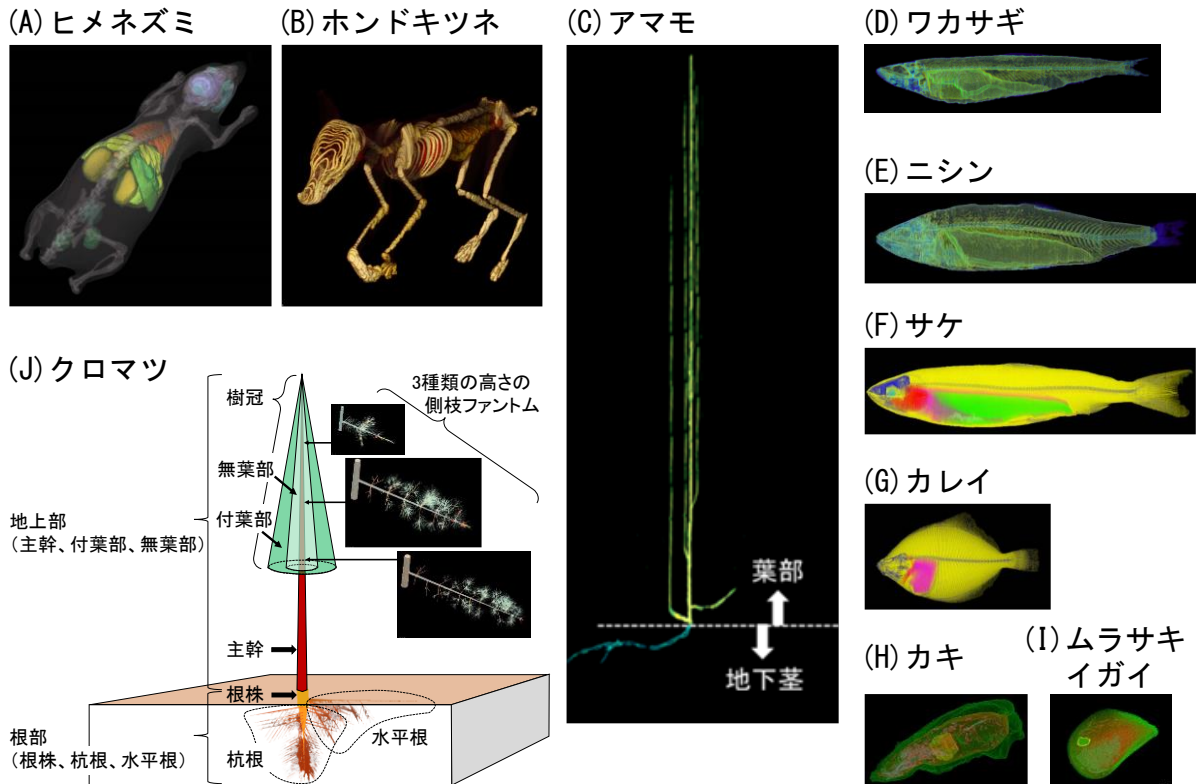 (A)ヒメネズミ
(B)ホンドキツネ
(C)アマモ
葉部
地下茎
(D)ワカサギ
(E)ニシン
(F)サケ
(G)カレイ
(H)カキ
(I)ムラサキ
イガイ
(J)クロマツ
樹冠
3種類の高さの
側枝ファントム
無葉部
付葉部
地上部
(主幹、付葉部、無葉部)
主幹
根株
根部
(根株、杭根、水平根)
杭根
水平根